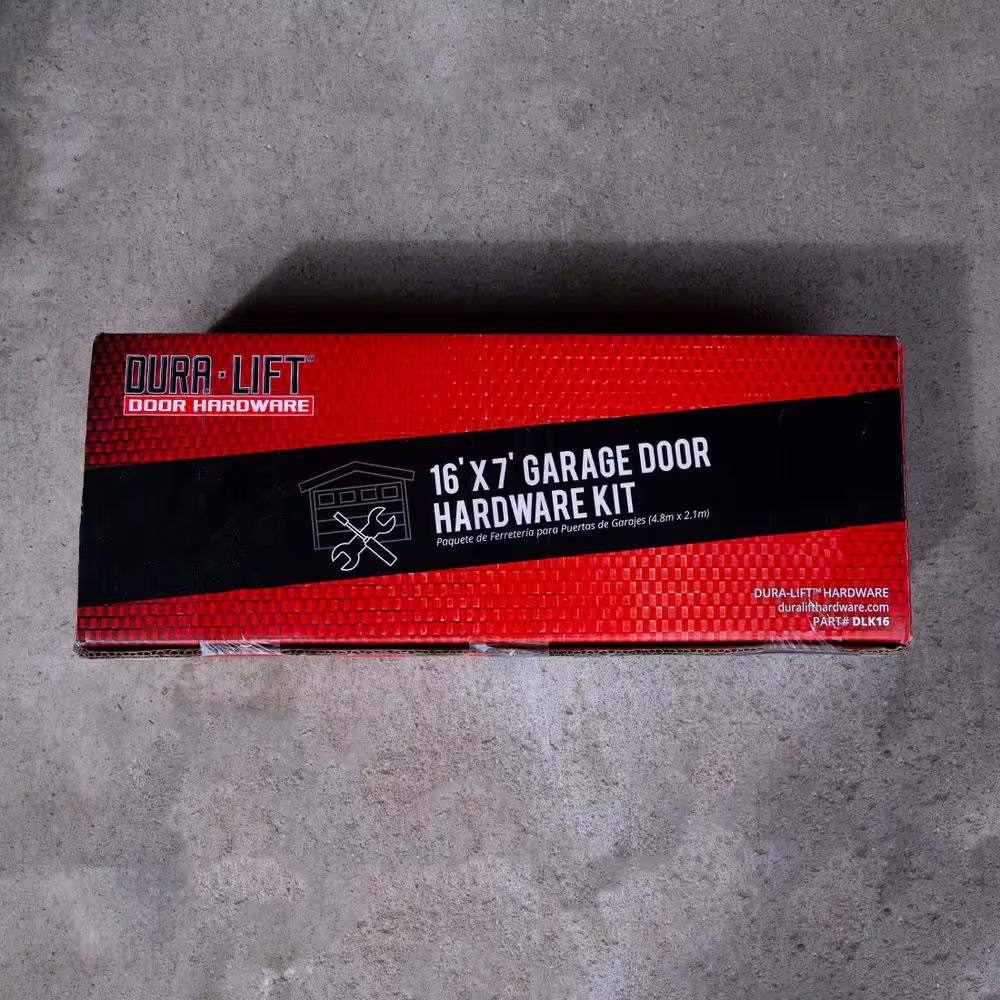 DURA·LIFT™
DOOR HARDWARE
16' X 7' GARAGE DOOR
HARDWARE KIT
Paquete de Ferretería para Puertas de Garajes (4.8m x 2.1m)
DURA-LIFT™ HARDWARE
duralifthardware.com
PART# DLK16